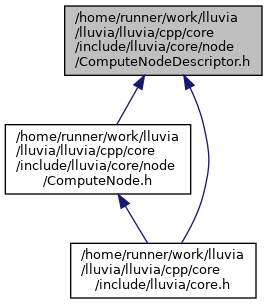 /home/runner/work/lluvia
/lluvia/lluvia/cpp/core
/include/lluvia/core/node
/ComputeNodeDescriptor.h
/home/runner/work/lluvia
/lluvia/lluvia/cpp/core
/include/lluvia/core/node
/ComputeNode.h
/home/runner/work/lluvia
/lluvia/lluvia/cpp/core
/include/lluvia/core.h